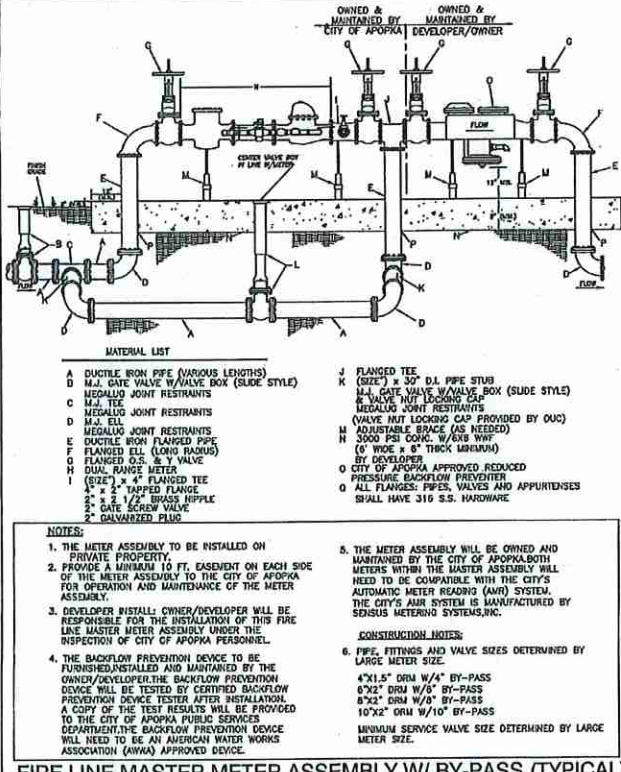 OWNED &
MAINTAINED BY
CITY OF APOPKA
OWNED &
MAINTAINED BY
DEVELOPER/OWNER
G
G
G
G
H
I
J
O
F
F
FLOW
CENTER VALVE BOX
IN LINE W/METER
FINISH
GRADE
E
M
M
E
M
M
E
B
C
A
P
N
L
P
N
P
D
D
K
D
FLOW
A
K
D
A
A
D
FLOW
MATERIAL LIST
A DUCTILE IRON PIPE (VARIOUS LENGTHS)
D M.J. GATE VALVE W/VALVE BOX (SLIDE STYLE)
MEGALUG JOINT RESTRAINTS
C M.J. TEE
MEGALUG JOINT RESTRAINTS
D M.J. ELL
MEGALUG JOINT RESTRAINTS
E DUCTILE IRON FLANGED PIPE
F FLANGED ELL (LONG RADIUS)
G FLANGED O.S. & Y VALVE
H DUAL RANGE METER
I (SIZE") x 4" FLANGED TEE
4" x 2" TAPPED FLANGE
2" x 2 1/2" BRASS NIPPLE
2" GATE SCREW VALVE
2" GALVANIZED PLUG
J FLANGED TEE
K (SIZE") x 30" D.I. PIPE STUB
M.J. GATE VALVE W/VALVE BOX (SLIDE STYLE)
& VALVE NUT LOCKING CAP
MEGALUG JOINT RESTRAINTS
(VALVE NUT LOCKING CAP PROVIDED BY OUC)
M ADJUSTABLE BRACE (AS NEEDED)
N 3000 PSI CONC. W/6X6 WWF
(6' WIDE x 6" THICK MINIMUM)
BY DEVELOPER
O CITY OF APOPKA APPROVED REDUCED
PRESSURE BACKFLOW PREVENTER
Q ALL FLANGES: PIPES, VALVES AND APPURTENSES
SHALL HAVE 316 S.S. HARDWARE
NOTES:
1. THE METER ASSEMBLY TO BE INSTALLED ON
PRIVATE PROPERTY.
2. PROVIDE A MINIMUM 10 FT. EASEMENT ON EACH SIDE
OF THE METER ASSEMBLY TO THE CITY OF APOPKA
FOR OPERATION AND MAINTENANCE OF THE METER
ASSEMBLY.
3. DEVELOPER INSTALL: OWNER/DEVELOPER WILL BE
RESPONSIBLE FOR THE INSTALLATION OF THIS FIRE
LINE MASTER METER ASSEMBLY UNDER THE
INSPECTION OF CITY OF APOPKA PERSONNEL.
4. THE BACKFLOW PREVENTION DEVICE TO BE
FURNISHED,INSTALLED AND MAINTAINED BY THE
OWNER/DEVELOPER.THE BACKFLOW PREVENTION
DEVICE WILL BE TESTED BY CERTIFIED BACKFLOW
PREVENTION DEVICE TESTER AFTER INSTALLATION.
A COPY OF THE TEST RESULTS WILL BE PROVIDED
TO THE CITY OF APOPKA PUBLIC SERVICES
DEPARTMENT.THE BACKFLOW PREVENTION DEVICE
WILL NEED TO BE AN AMERICAN WATER WORKS
ASSOCIATION (AWWA) APPROVED DEVICE.
5. THE METER ASSEMBLY WILL BE OWNED AND
MAINTAINED BY THE CITY OF APOPKA.BOTH
METERS WITHIN THE MASTER ASSEMBLY WILL
NEED TO BE COMPATIBLE WITH THE CITY'S
AUTOMATIC METER READING (AMR) SYSTEM.
THE CITY'S AMR SYSTEM IS MANUFACTURED BY
SENSUS METERING SYSTEMS,INC.
CONSTRUCTION NOTES:
6. PIPE, FITTINGS AND VALVE SIZES DETERMINED BY
LARGE METER SIZE.
4"X1.5" DRM W/4" BY-PASS
6"X2" DRM W/6" BY-PASS
8"X2" DRM W/8" BY-PASS
10"X2" DRM W/10" BY-PASS
MINIMUM SERVICE VALVE SIZE DETERMINED BY LARGE
METER SIZE.
FIRE LINE MASTER METER ASSEMBLY W/ BY-PASS (TYPICAL)